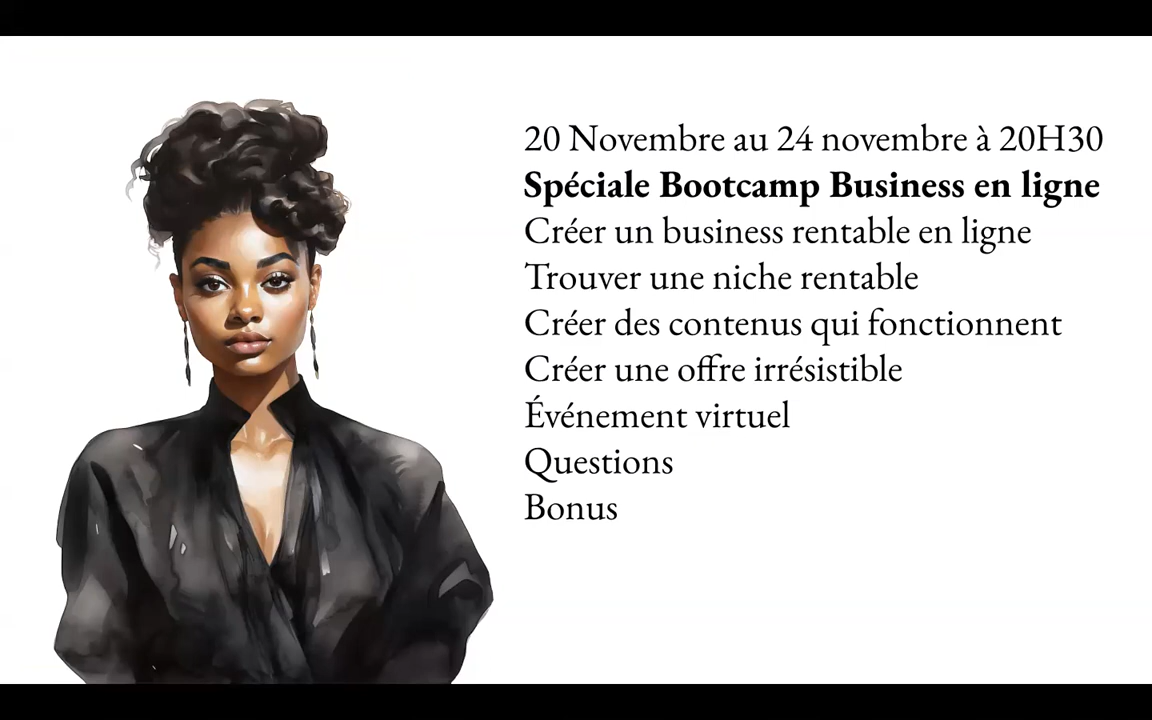 20 Novembre au 24 novembre à 20H30
Spéciale Bootcamp Business en ligne
Créer un business rentable en ligne
Trouver une niche rentable
Créer des contenus qui fonctionnent
Créer une offre irrésistible
Événement virtuel
Questions
Bonus